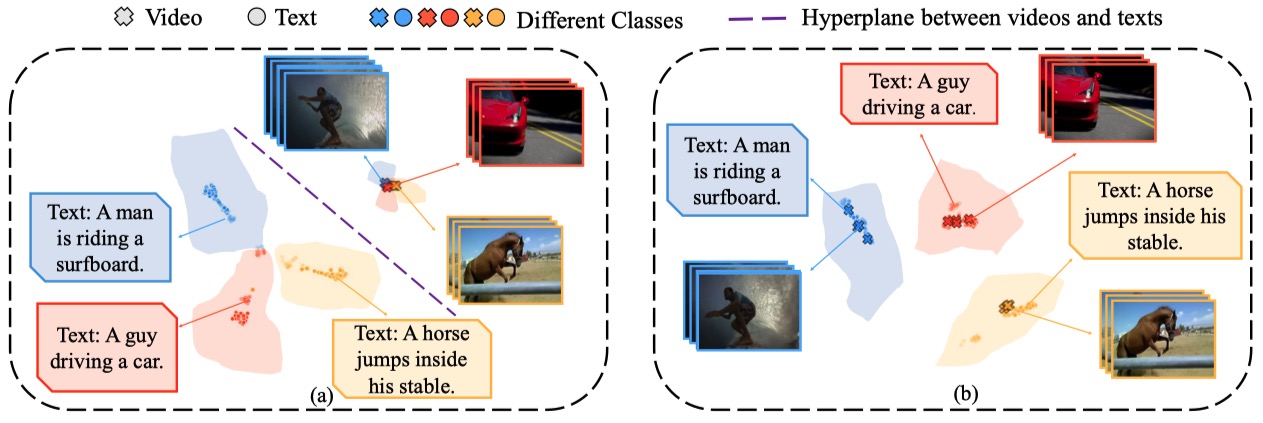 Video
Text
Different Classes
Hyperplane between videos and texts
Text: A man
is riding a
surfboard.
Text: A guy
driving a car.
Text: A horse
jumps inside
his stable.
(a)
Text: A guy
driving a car.
Text: A man
is riding a
surfboard.
Text: A horse
jumps inside his
stable.
(b)